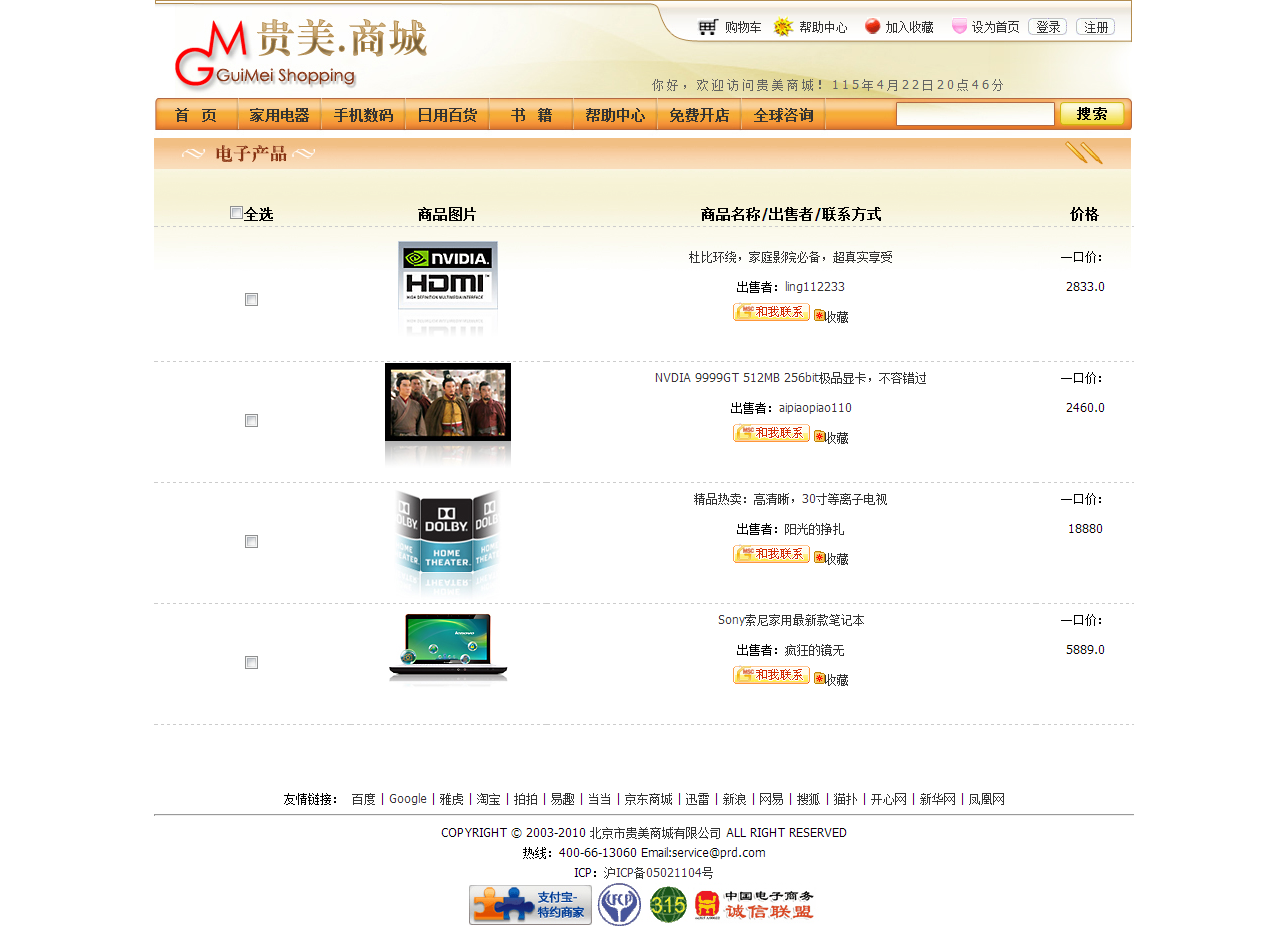 贵美.商城
GM
GuiMei Shopping
购物车 帮助中心 加入收藏 设为首页 登录 注册
你好，欢迎访问贵美商城！115年4月22日20点46分
首 页 家用电器 手机数码 日用百货 书 籍 帮助中心 免费开店 全球咨询 搜索
电子产品
全选 商品图片 商品名称/出售者/联系方式 价格
NVIDIA.
HDMI
HIGH DEFINITION MULTIMEDIA INTERFACE
杜比环绕，家庭影院必备，超真实享受 一口价：
出售者：ling112233 2833.0
MSC 和我联系 收藏
NVDIA 9999GT 512MB 256bit极品显卡，不容错过 一口价：
出售者：aipiaopiao110 2460.0
MSC 和我联系 收藏
DOLBY. DOLBY. DOLBY
HOME THEATER.
精品热卖：高清晰，30寸等离子电视 一口价：
出售者：阳光的挣扎 18880
MSC 和我联系 收藏
lenovo
Sony索尼家用最新款笔记本 一口价：
出售者：疯狂的镜无 5889.0
MSC 和我联系 收藏
友情链接： 百度 | Google | 雅虎 | 淘宝 | 拍拍 | 易趣 | 当当 | 京东商城 | 迅雷 | 新浪 | 网易 | 搜狐 | 猫扑 | 开心网 | 新华网 | 凤凰网
COPYRIGHT © 2003-2010 北京市贵美商城有限公司 ALL RIGHT RESERVED
热线：400-66-13060 Email:service@prd.com
ICP：沪ICP备05021104号
支付宝-
特约商家
315
中国电子商务
诚信联盟